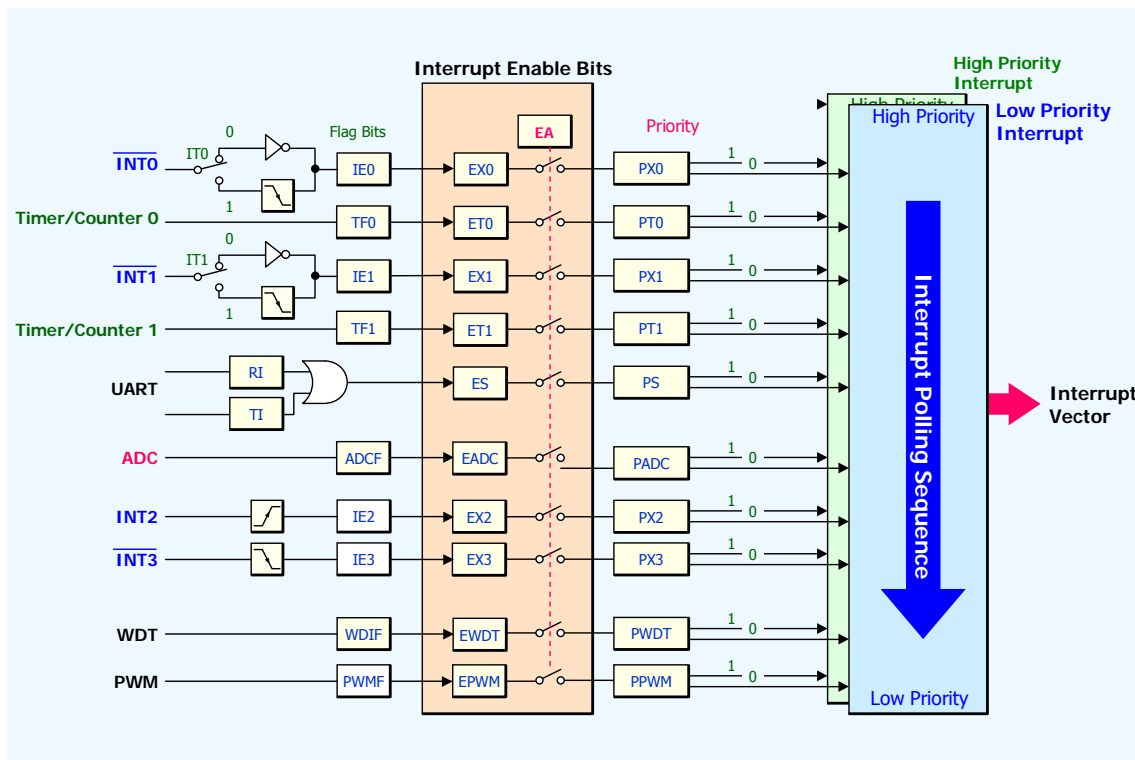 High Priority
Interrupt
Interrupt Enable Bits
High Priority
High Priority
Low Priority
Interrupt
Flag Bits
EA
Priority
INT0
IT0
0
1
IE0
EX0
PX0
1
0
Timer/Counter 0
TF0
ET0
PT0
1
0
INT1
IT1
0
1
IE1
EX1
PX1
1
0
Timer/Counter 1
TF1
ET1
PT1
1
0
UART
RI
TI
ES
PS
1
0
Interrupt Polling Sequence
Interrupt
Vector
ADC
ADCF
EADC
PADC
1
0
INT2
IE2
EX2
PX2
1
0
INT3
IE3
EX3
PX3
1
0
WDT
WDIF
EWDT
PWDT
1
0
PWM
PWMF
EPWM
PPWM
1
0
Low Priority